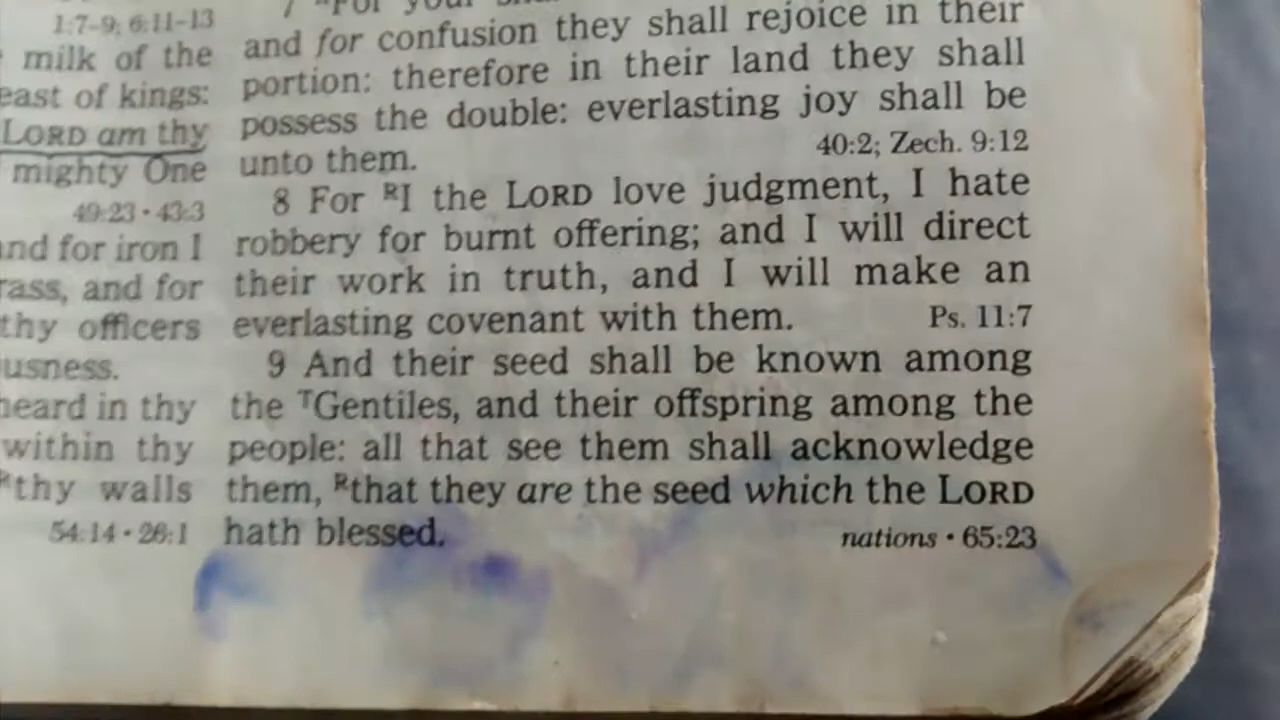 1:7-9; 6:11-13
milk of the
east of kings:
LORD am thy
mighty One
49:23 · 43:3
and for iron I
rass, and for
thy officers
usness.
heard in thy
within thy
ᴿthy walls
54:14 · 26:1
7 ᴿFor your
and for confusion they shall rejoice in their
portion: therefore in their land they shall
possess the double: everlasting joy shall be
unto them. 40:2; Zech. 9:12
8 For ᴿI the LORD love judgment, I hate
robbery for burnt offering; and I will direct
their work in truth, and I will make an
everlasting covenant with them. Ps. 11:7
9 And their seed shall be known among
the ᵀGentiles, and their offspring among the
people: all that see them shall acknowledge
them, ᴿthat they are the seed which the LORD
hath blessed. nations · 65:23